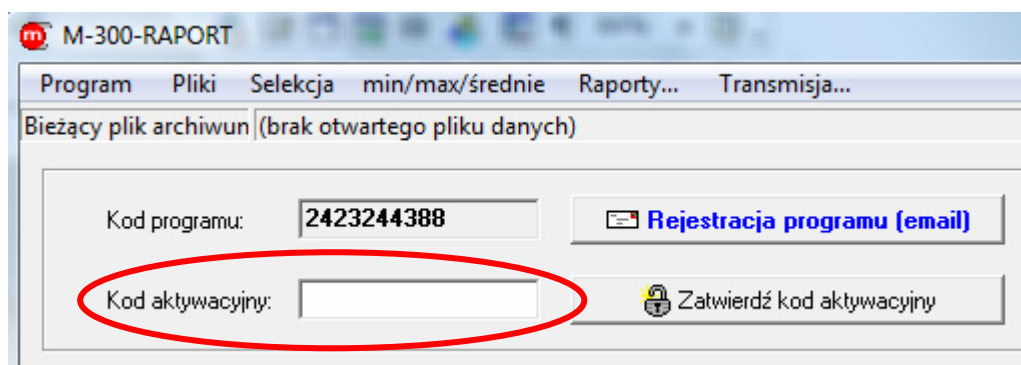 M-300-RAPORT
Program Pliki Selekcja min/max/średnie Raporty... Transmisja...
Bieżący plik archiwun (brak otwartego pliku danych)
Kod programu: 2423244388 Rejestracja programu (email)
Kod aktywacyjny: Zatwierdź kod aktywacyjny